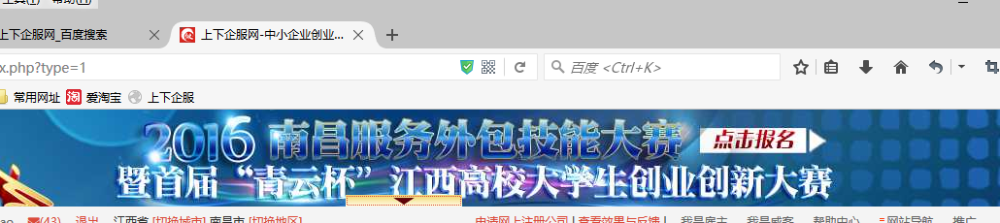 工具(T) 帮助(H)
上下企服网_百度搜索 上下企服网-中小企业创业...
x.php?type=1 百度 <Ctrl+K>
常用网址 爱淘宝 上下企服
2016 南昌服务外包技能大赛 点击报名
暨首届“青云杯”江西高校大学生创业创新大赛
ao (43) 退出 江西省 [切换城市] 南昌市 [切换地区] 申请网上注册公司 | 查看效果与反馈 | 我是雇主 我是威客 帮助中心 网站导航 推广